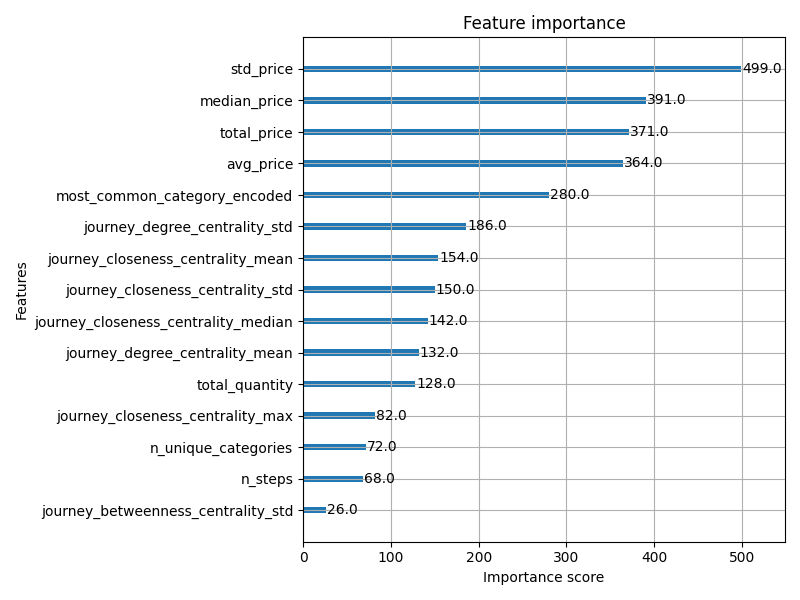 Feature importance
Features
std_price 499.0
median_price 391.0
total_price 371.0
avg_price 364.0
most_common_category_encoded 280.0
journey_degree_centrality_std 186.0
journey_closeness_centrality_mean 154.0
journey_closeness_centrality_std 150.0
journey_closeness_centrality_median 142.0
journey_degree_centrality_mean 132.0
total_quantity 128.0
journey_closeness_centrality_max 82.0
n_unique_categories 72.0
n_steps 68.0
journey_betweenness_centrality_std 26.0
0 100 200 300 400 500
Importance score